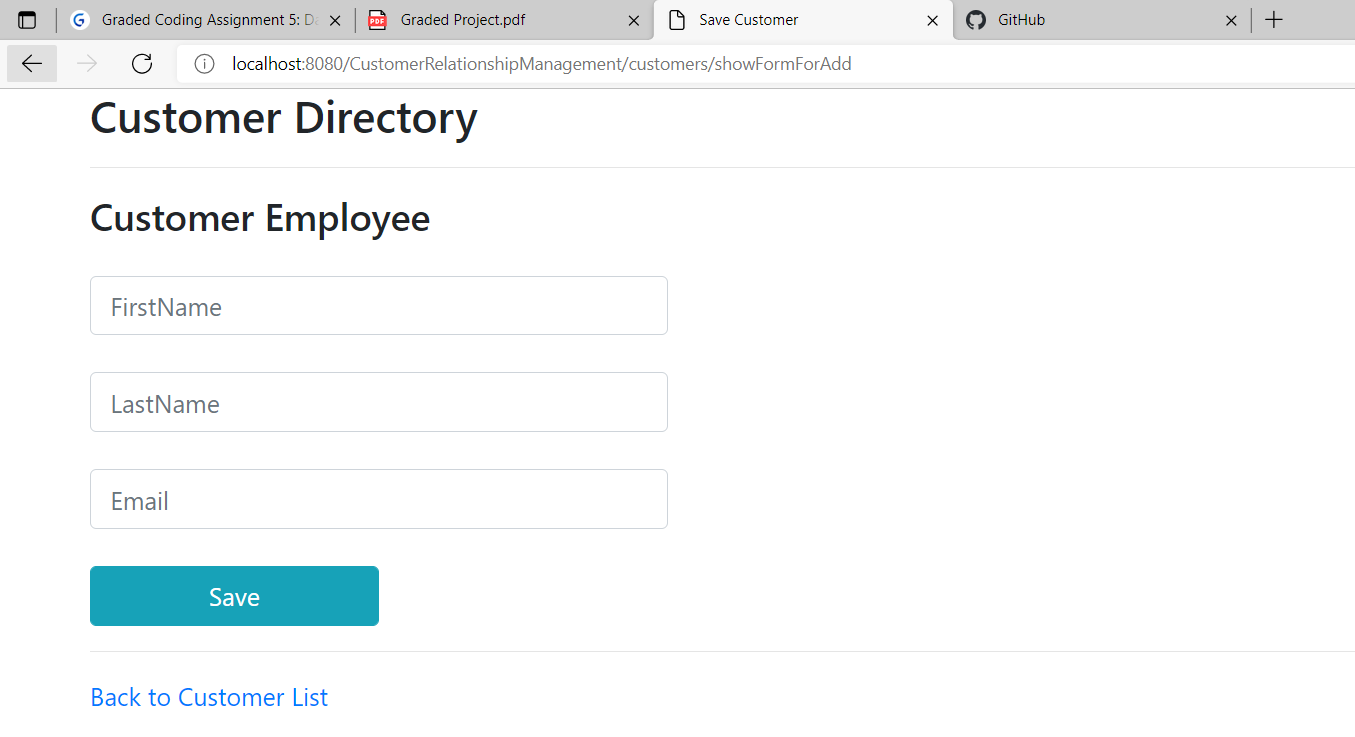 Graded Coding Assignment 5: Da
Graded Project.pdf
Save Customer
GitHub
localhost:8080/CustomerRelationshipManagement/customers/showFormForAdd
Customer Directory
Customer Employee
FirstName
LastName
Email
Save
Back to Customer List